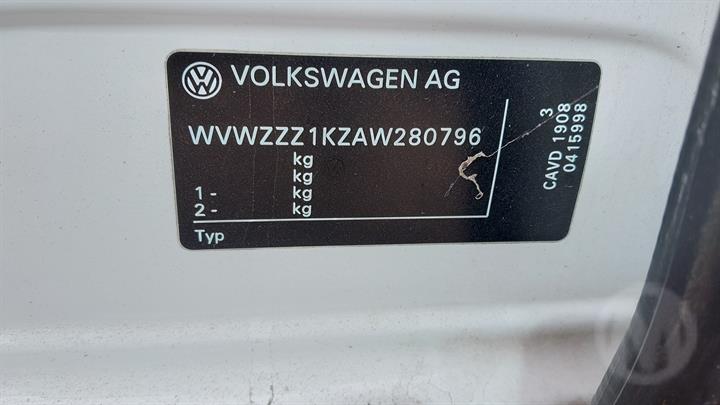 VOLKSWAGEN AG
WVWZZZ1KZAW280796
kg
kg
1 - kg
2 - kg
Typ
3
CAVD 1908
0415998